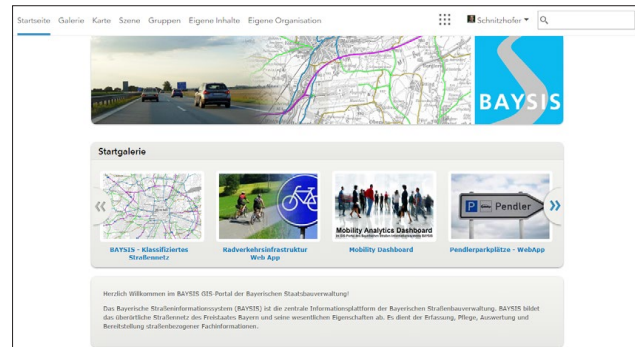 Startseite Galerie Karte Szene Gruppen Eigene Inhalte Eigene Organisation Schnitzhofer
BAYSIS
Startgalerie
Mobility Analytics Dashboard
P Pendler
BAYSIS - Klassifiziertes Straßennetz
Radverkehrsinfrastruktur Web App
Mobility Dashboard
Pendlerparkplätze - WebApp
Herzlich Willkommen im BAYSIS GIS-Portal der Bayerischen Staatsbauverwaltung!
Das Bayerische Straßeninformationssystem (BAYSIS) ist die zentrale Informationsplattform der Bayerischen Straßenbauverwaltung. BAYSIS bildet
das überörtliche Straßennetz des Freistaates Bayern und seine wesentlichen Eigenschaften ab. Es dient der Erfassung, Pflege, Auswertung und
Bereitstellung straßenbezogener Fachinformationen.